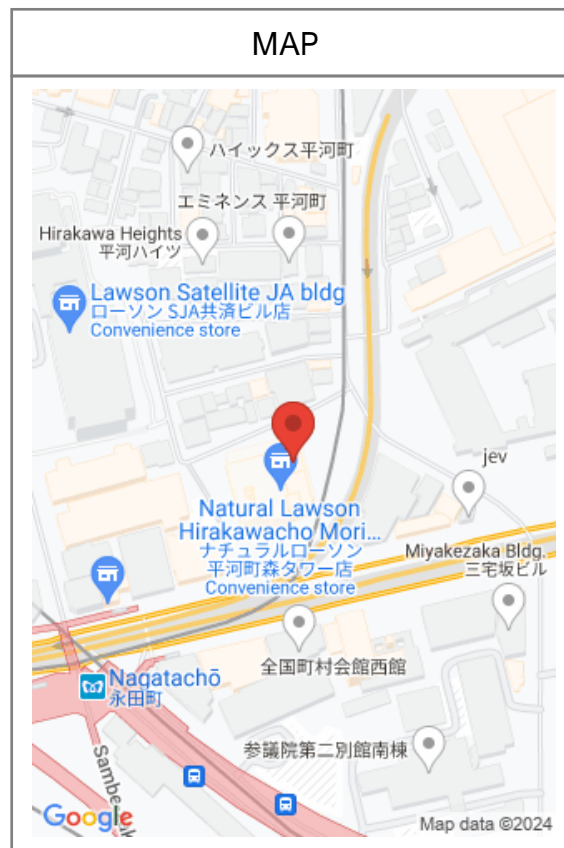 MAP
ハイックス平河町
エミネンス 平河町
Hirakawa Heights
平河ハイツ
Lawson Satellite JA bldg
ローソン SJA共済ビル店
Convenience store
jev
Natural Lawson
Hirakawacho Mori...
ナチュラルローソン
平河町森タワー店
Convenience store
Miyakezaka Bldg.
三宅坂ビル
全国町村会館西館
Nagatachō
永田町
参議院第二別館南棟
Sambe
Google
Map data ©2024